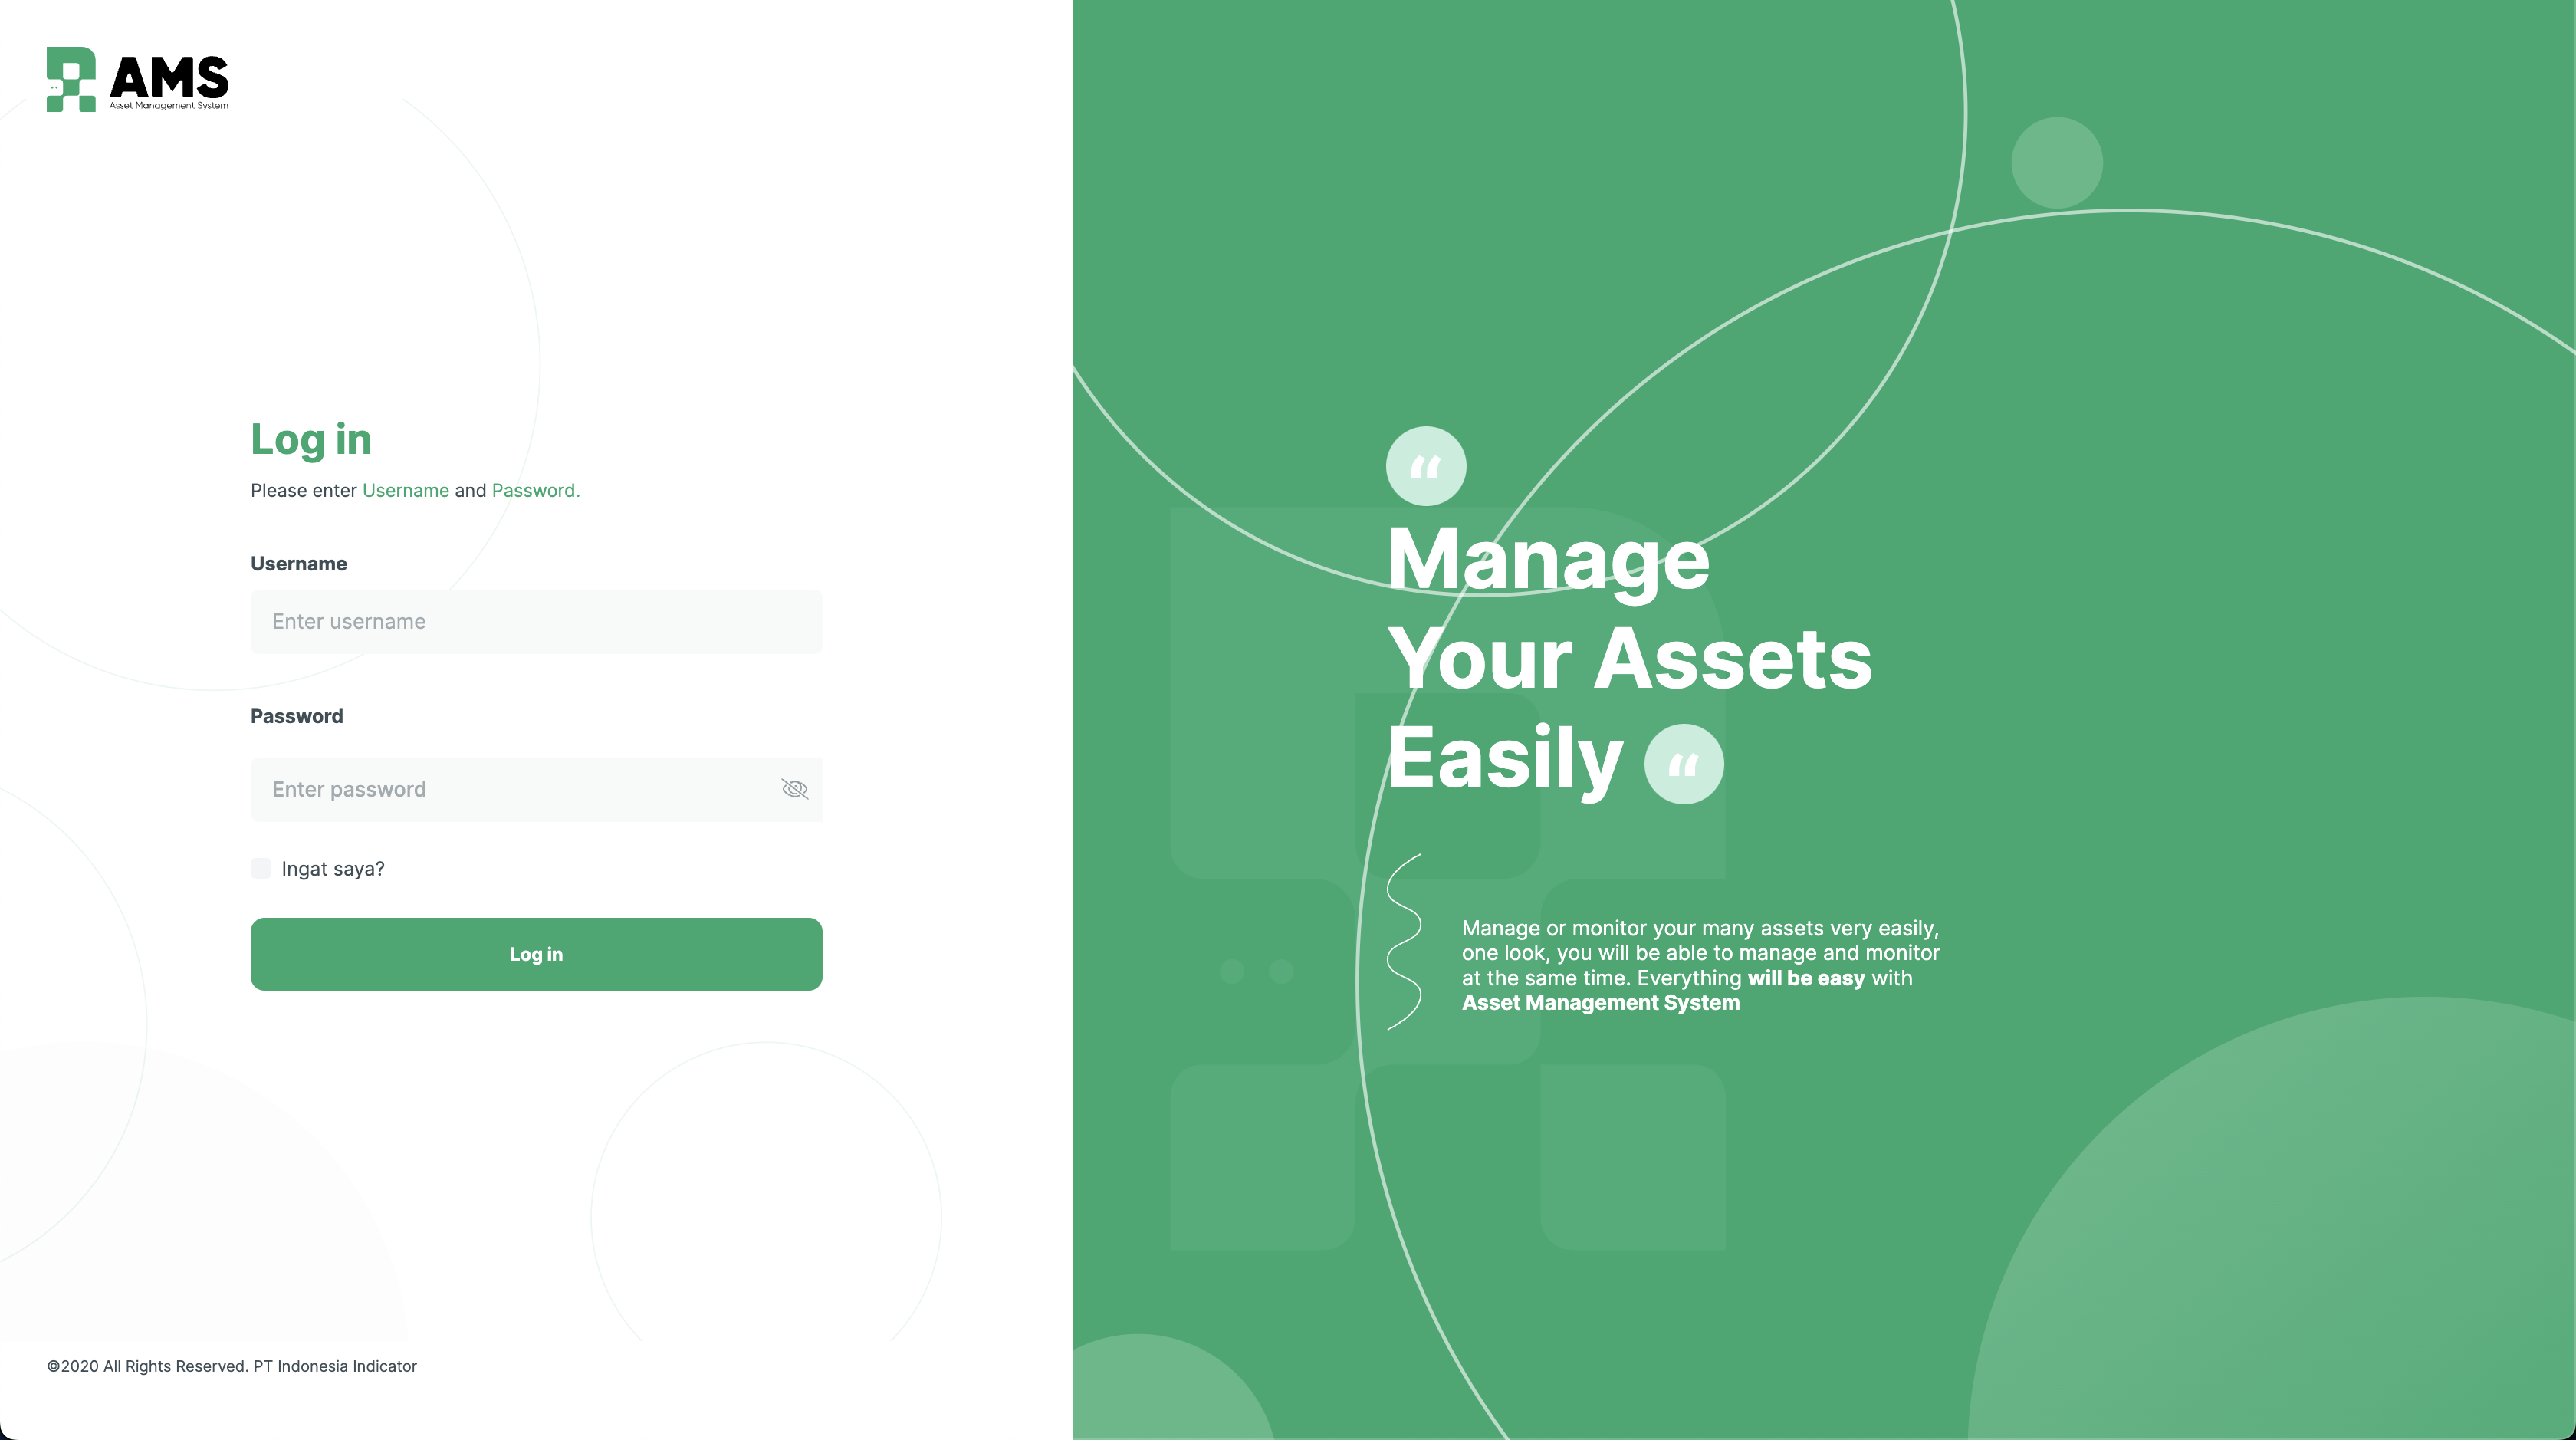 AMS
Asset Management System
Log in
Please enter Username and Password.
Username
Enter username
Password
Enter password
Ingat saya?
Log in
©2020 All Rights Reserved. PT Indonesia Indicator
“
Manage
Your Assets
Easily “
Manage or monitor your many assets very easily,
one look, you will be able to manage and monitor
at the same time. Everything will be easy with
Asset Management System